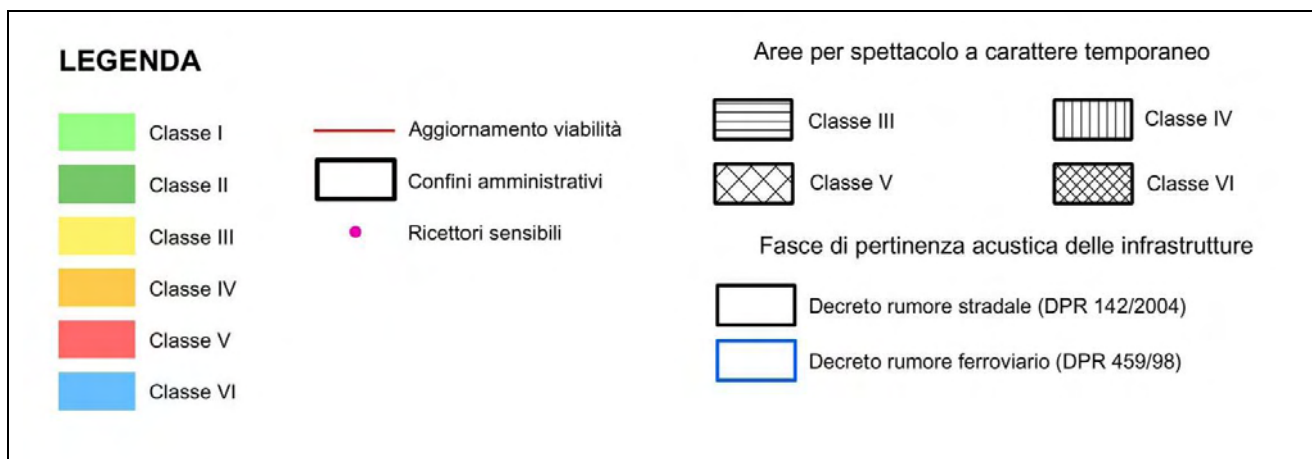 LEGENDA
Classe I
Classe II
Classe III
Classe IV
Classe V
Classe VI
Aggiornamento viabilità
Confini amministrativi
Ricettori sensibili
Aree per spettacolo a carattere temporaneo
Classe III
Classe IV
Classe V
Classe VI
Fasce di pertinenza acustica delle infrastrutture
Decreto rumore stradale (DPR 142/2004)
Decreto rumore ferroviario (DPR 459/98)